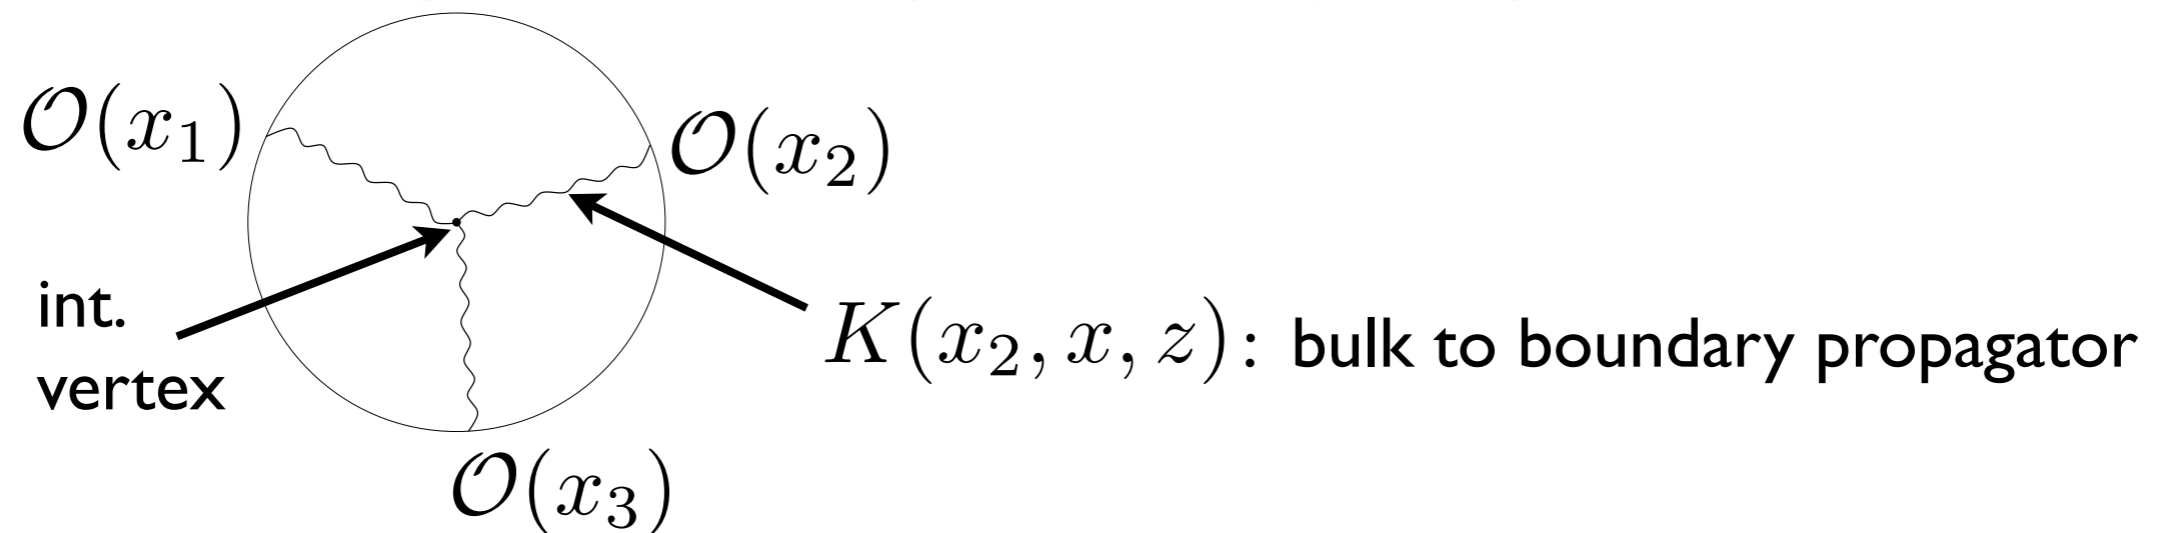 𝒪(x₁)
𝒪(x₂)
int.
vertex
K(x₂, x, z): bulk to boundary propagator
𝒪(x₃)